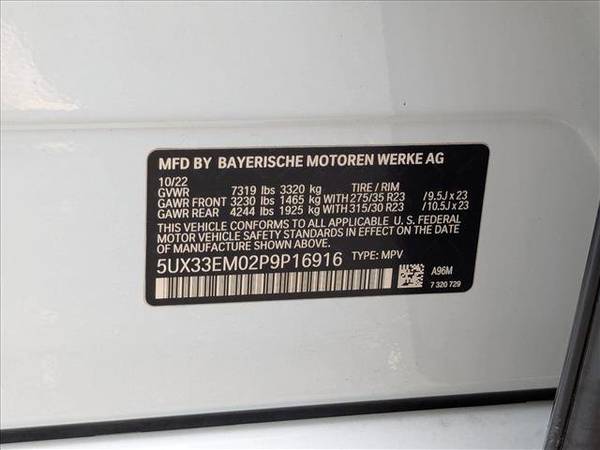 MFD BY BAYERISCHE MOTOREN WERKE AG
10/22
GVWR 7319 lbs 3320 kg TIRE / RIM
GAWR FRONT 3230 lbs 1465 kg WITH 275/35 R23 / 9.5J x 23
GAWR REAR 4244 lbs 1925 kg WITH 315/30 R23 / 10.5J x 23
THIS VEHICLE CONFORMS TO ALL APPLICABLE U. S. FEDERAL
MOTOR VEHICLE SAFETY STANDARDS IN EFFECT ON THE DATE
OF MANUFACTURE SHOWN ABOVE.
5UX33EM02P9P16916 TYPE: MPV
A96M
7 320 729